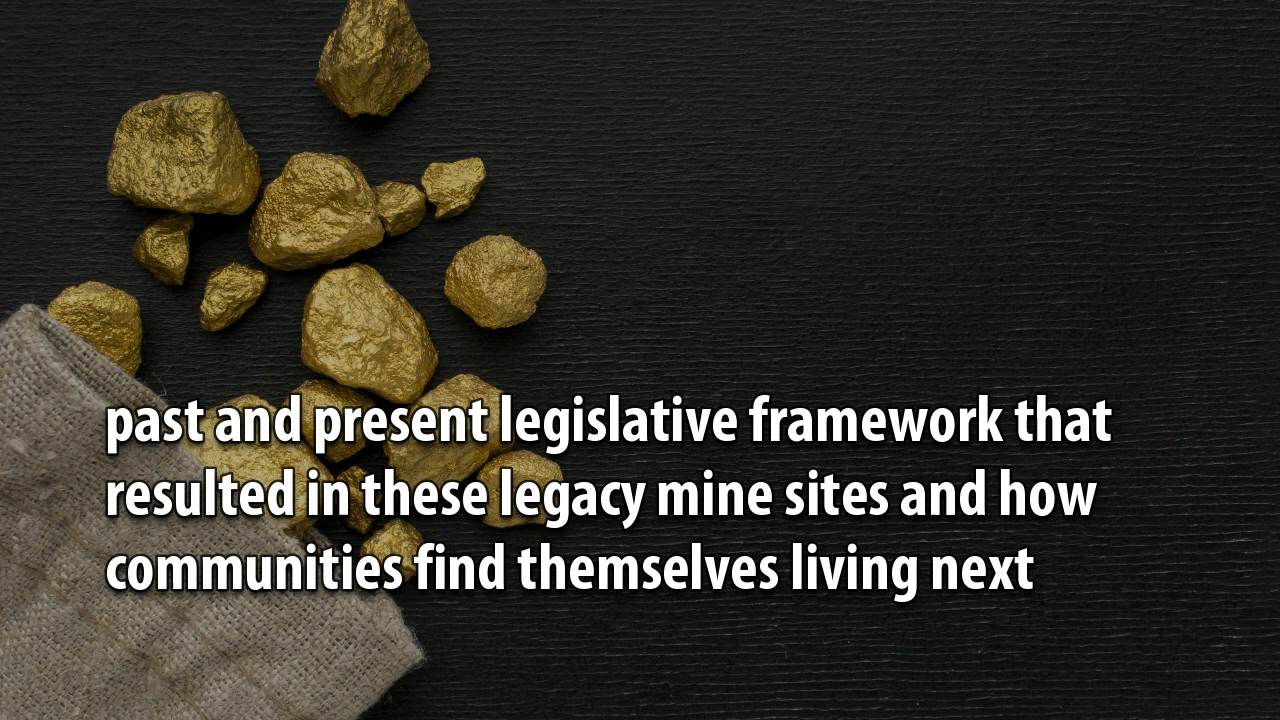 past and present legislative framework that
resulted in these legacy mine sites and how
communities find themselves living next